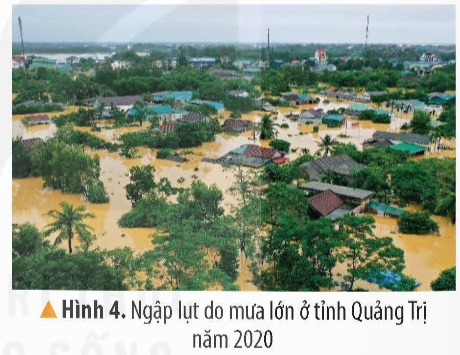 Hình 4. Ngập lụt do mưa lớn ở tỉnh Quảng Trị
năm 2020